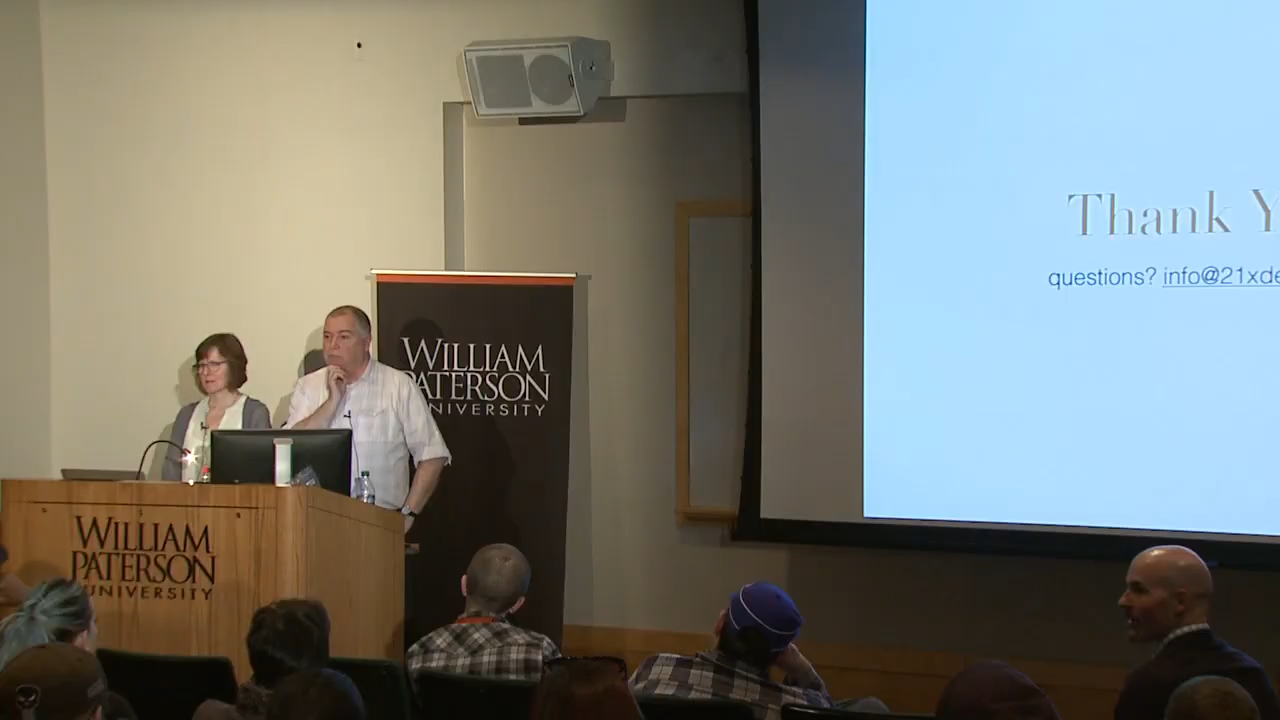 Thank Y
questions? info@21xde
WILLIAM
PATERSON
UNIVERSITY
WILLIAM
PATERSON
UNIVERSITY